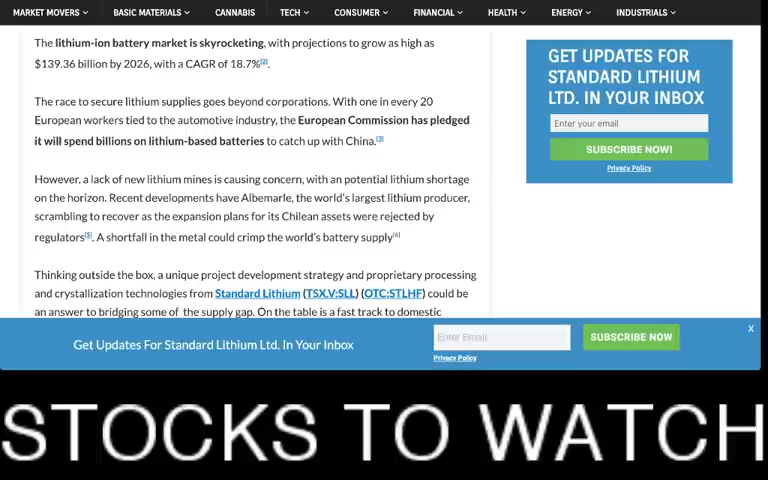 MARKET MOVERS BASIC MATERIALS CANNABIS TECH CONSUMER FINANCIAL HEALTH ENERGY INDUSTRIALS
The lithium-ion battery market is skyrocketing, with projections to grow as high as
$139.36 billion by 2026, with a CAGR of 18.7%[2].
The race to secure lithium supplies goes beyond corporations. With one in every 20
European workers tied to the automotive industry, the European Commission has pledged
it will spend billions on lithium-based batteries to catch up with China.[3]
However, a lack of new lithium mines is causing concern, with an potential lithium shortage
on the horizon. Recent developments have Albemarle, the world's largest lithium producer,
scrambling to recover as the expansion plans for its Chilean assets were rejected by
regulators[5]. A shortfall in the metal could crimp the world's battery supply[6]
Thinking outside the box, a unique project development strategy and proprietary processing
and crystallization technologies from Standard Lithium (TSX.V:SLL) (OTC:STLHF) could be
an answer to bridging some of the supply gap. On the table is a fast track to domestic
GET UPDATES FOR
STANDARD LITHIUM
LTD. IN YOUR INBOX
Enter your email
SUBSCRIBE NOW!
Privacy Policy
Get Updates For Standard Lithium Ltd. In Your Inbox
Enter Email
SUBSCRIBE NOW
X
Privacy Policy
STOCKS TO WATCH